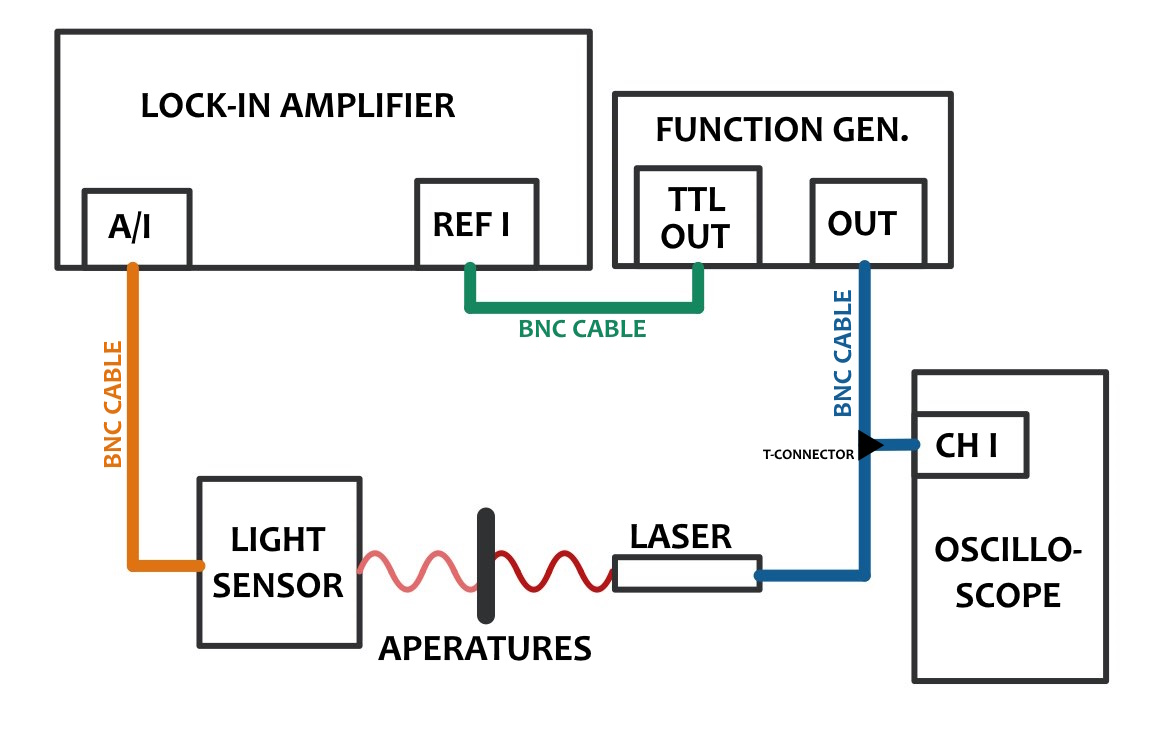 LOCK-IN AMPLIFIER
A/I
REF I
FUNCTION GEN.
TTL
OUT
OUT
BNC CABLE
BNC CABLE
BNC CABLE
T-CONNECTOR
CH I
OSCILLO-
SCOPE
LIGHT
SENSOR
LASER
APERATURES